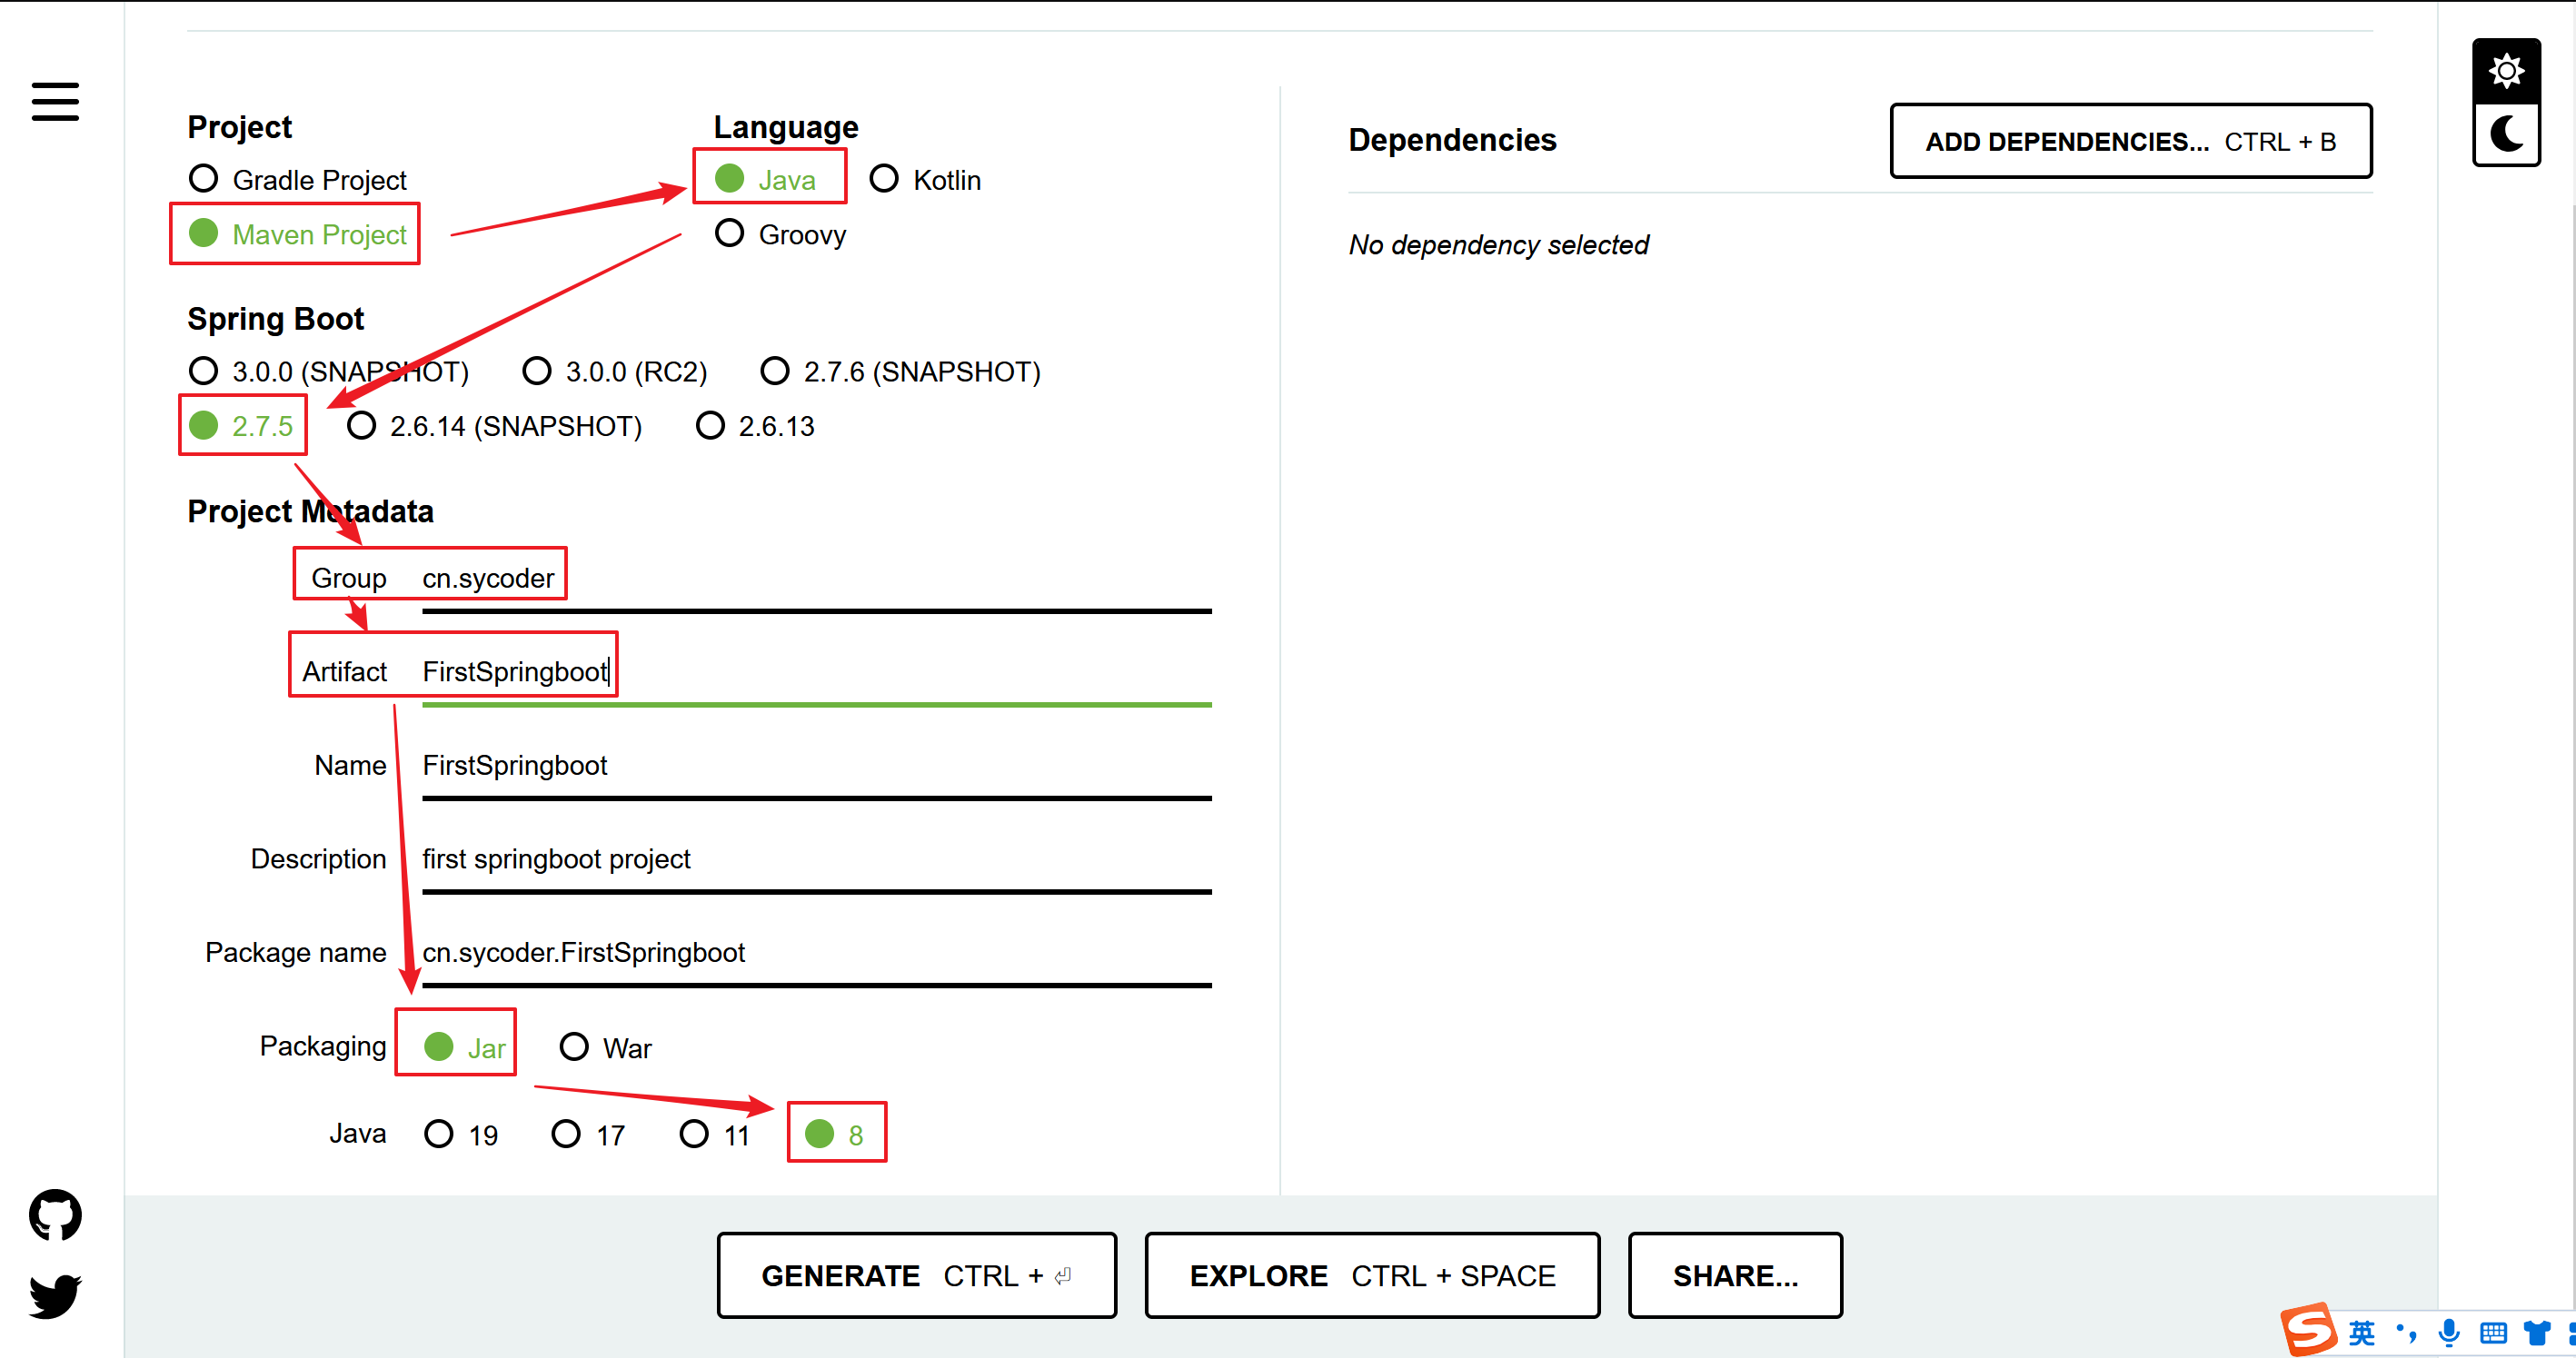 Project
Language
Gradle Project
Java
Kotlin
Maven Project
Groovy
Spring Boot
3.0.0 (SNAPSHOT)
3.0.0 (RC2)
2.7.6 (SNAPSHOT)
2.7.5
2.6.14 (SNAPSHOT)
2.6.13
Project Metadata
Group cn.sycoder
Artifact FirstSpringboot
Name FirstSpringboot
Description first springboot project
Package name cn.sycoder.FirstSpringboot
Packaging Jar War
Java 19 17 11 8
Dependencies
ADD DEPENDENCIES... CTRL + B
No dependency selected
GENERATE CTRL + ⏎
EXPLORE CTRL + SPACE
SHARE...
S 英